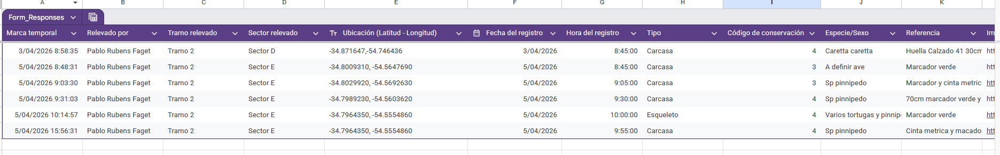 A B C D E F G H I J K
Form_Responses
Marca temporal Relevado por Tramo relevado Sector relevado Tт Ubicación (Latitud - Longitud) Fecha del registro Hora del registro Tipo Código de conservación Especie/Sexo Referencia Im
3/04/2026 8:58:35 Pablo Rubens Faget Tramo 2 Sector D -34.871647,-54.746436 3/04/2026 8:45:00 Carcasa 4 Caretta caretta Huella Calzado 41 30cm htt
5/04/2026 8:48:31 Pablo Rubens Faget Tramo 2 Sector E -34.8009310, -54.5647690 5/04/2026 8:45:00 Carcasa 3 A definir ave Marcador verde htt
5/04/2026 9:03:30 Pablo Rubens Faget Tramo 2 Sector E -34.8029920, -54.5692630 5/04/2026 9:05:00 Carcasa 3 Sp pinnipedo Marcador y cinta metric htt
5/04/2026 9:31:03 Pablo Rubens Faget Tramo 2 Sector E -34.7989230, -54.5603620 5/04/2026 9:30:00 Carcasa 4 Sp pinnipedo 70cm marcador verde y htt
5/04/2026 10:14:57 Pablo Rubens Faget Tramo 2 Sector E -34.7964350, -54.5554860 5/04/2026 10:00:00 Esqueleto 4 Varios tortugas y pinnip Marcador verde htt
5/04/2026 15:56:31 Pablo Rubens Faget Tramo 2 Sector E -34.7964350, -54.5554860 5/04/2026 9:55:00 Carcasa 4 Sp pinnipedo Cinta metrica y macado htt